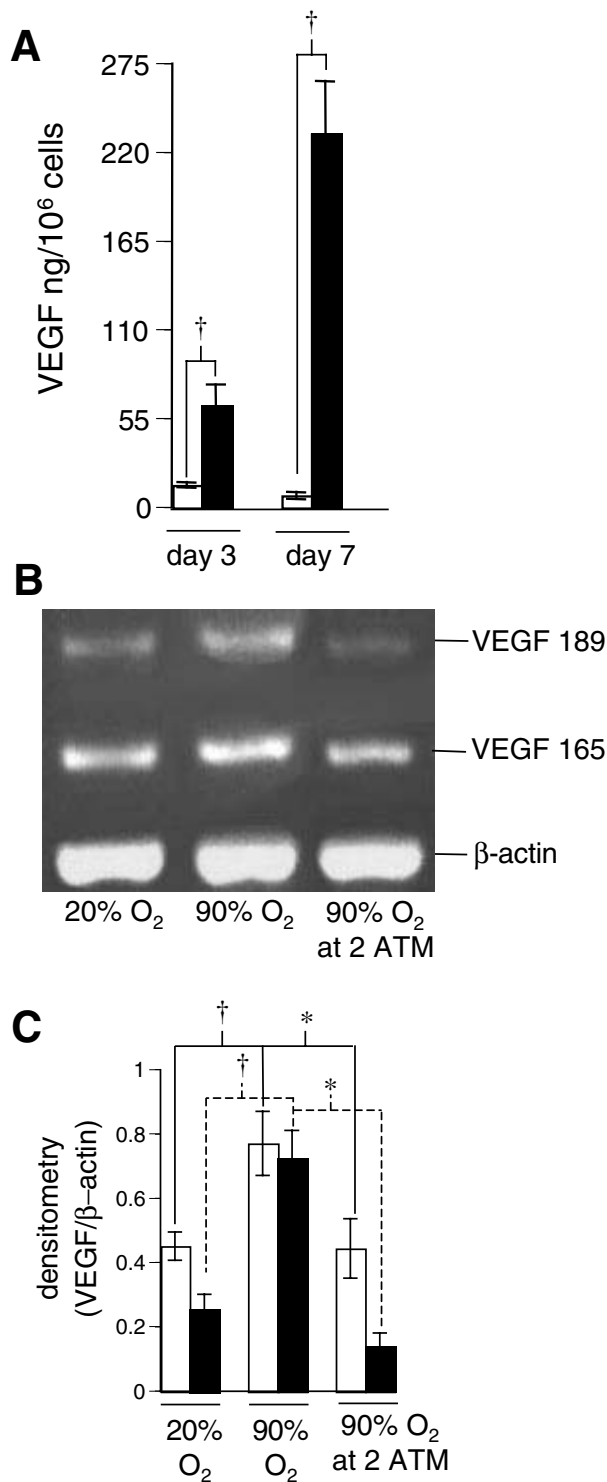 A
†
275
220
165
110
55
0
VEGF ng/10⁶ cells
†
day 3
day 7
B
VEGF 189
VEGF 165
β-actin
20% O₂
90% O₂
90% O₂
at 2 ATM
C
†
*
†
*
1
0.8
0.6
0.4
0.2
0
densitometry
(VEGF/β–actin)
20%
O₂
90%
O₂
90% O₂
at 2 ATM